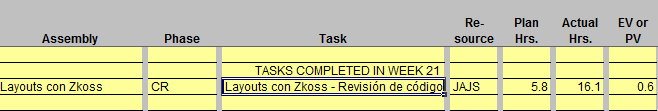 Assembly Phase Task Re-source Plan Hrs. Actual Hrs. EV or PV
TASKS COMPLETED IN WEEK 21
Layouts con Zkoss CR Layouts con Zkoss - Revisión de código JAJS 5.8 16.1 0.6